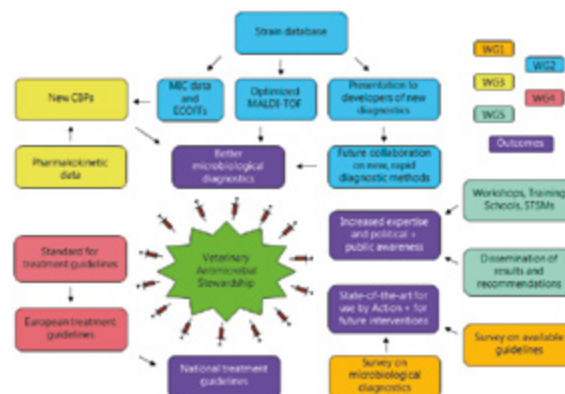 Strain database
WG1
WG2
WG3
WG4
WG5
Outcomes
New CBPs
MIC data
and
ECOFFs
Optimized
MALDI-TOF
Presentation to
developers of new
diagnostics
Pharmakokinetic
data
Better
microbiological
diagnostics
Future collaboration
on new, rapid
diagnostic methods
Workshops, Training
Schools, STSMs
Increased expertise
and political +
public awareness
Standard for
treatment guidelines
Veterinary
Antimicrobial
Stewardship
Dissemination of
results and
recommendations
State-of-the-art for
use by Action + for
future interventions
European treatment
guidelines
Survey on available
guidelines
National treatment
guidelines
Survey on
microbiological
diagnostics